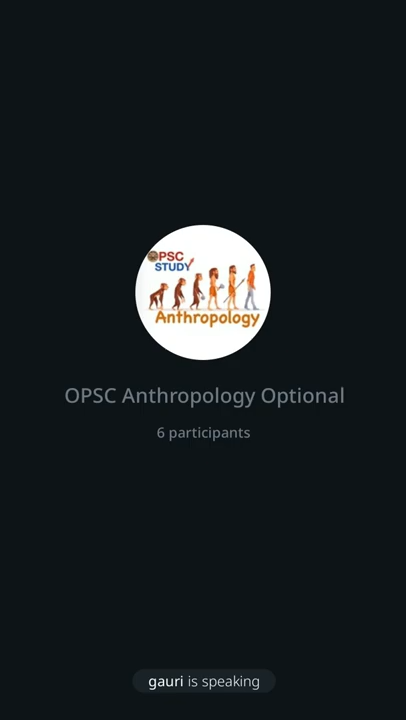 OPSC
STUDY
Anthropology
OPSC Anthropology Optional
6 participants
gauri is speaking